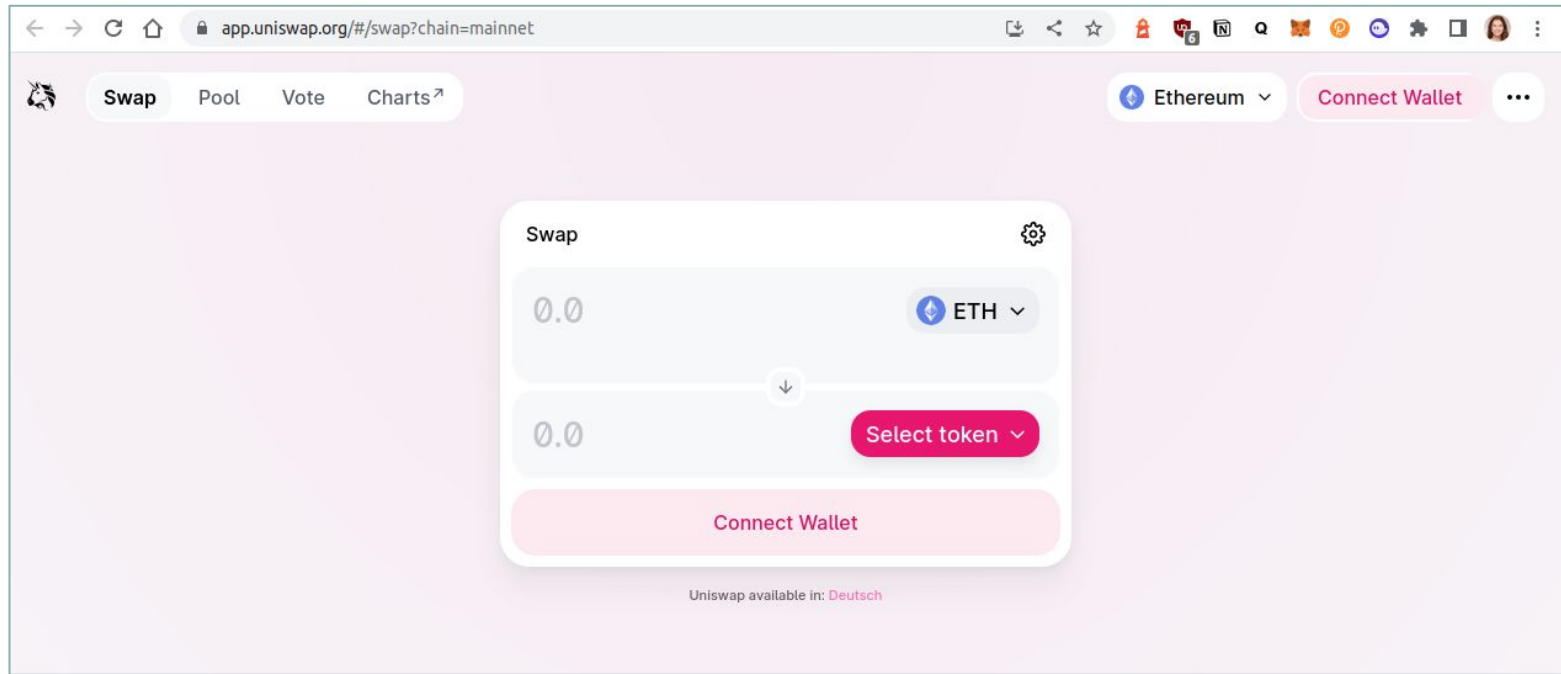 app.uniswap.org/#/swap?chain=mainnet
6
Q
Swap Pool Vote Charts↗
Ethereum
Connect Wallet
...
Swap
0.0
ETH
0.0
Select token
Connect Wallet
Uniswap available in: Deutsch